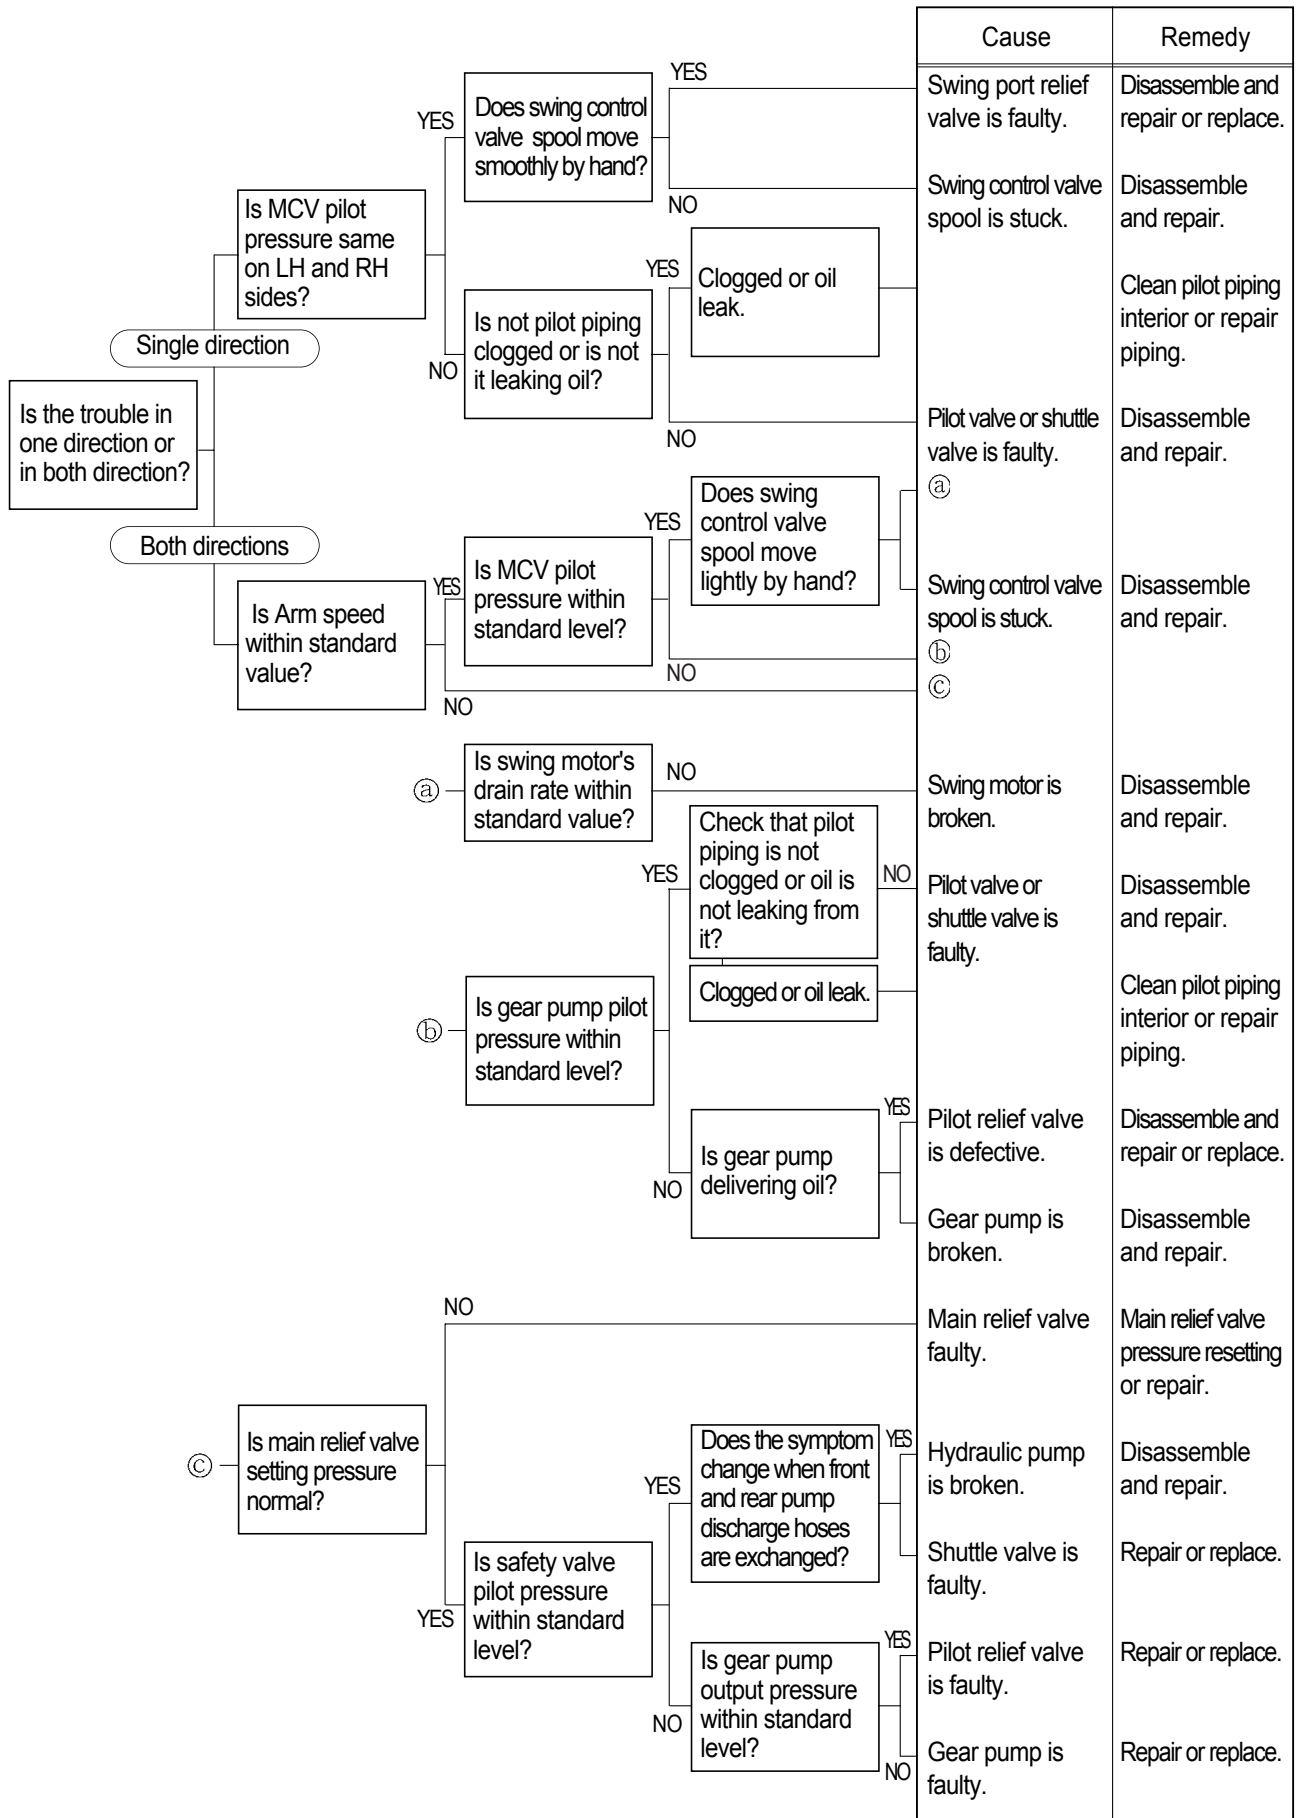 Cause Remedy
YES
Does swing control
valve spool move
smoothly by hand?
YES
Swing port relief
valve is faulty.
Disassemble and
repair or replace.
NO
Swing control valve
spool is stuck.
Disassemble
and repair.
Is MCV pilot
pressure same
on LH and RH
sides?
Single direction
NO
Is not pilot piping
clogged or is not
it leaking oil?
YES
Clogged or oil
leak.
Clean pilot piping
interior or repair
piping.
NO
Pilot valve or shuttle
valve is faulty.
Disassemble
and repair.
Is the trouble in
one direction or
in both direction?
Both directions
Is Arm speed
within standard
value?
YES
Is MCV pilot
pressure within
standard level?
YES
Does swing
control valve
spool move
lightly by hand?
ⓐ
Swing control valve
spool is stuck.
Disassemble
and repair.
NO
ⓑ
NO
ⓒ
ⓐ
Is swing motor's
drain rate within
standard value?
NO
Swing motor is
broken.
Disassemble
and repair.
ⓑ
Is gear pump pilot
pressure within
standard level?
YES
Check that pilot
piping is not
clogged or oil is
not leaking from
it?
NO
Pilot valve or
shuttle valve is
faulty.
Disassemble
and repair.
Clogged or oil leak.
Clean pilot piping
interior or repair
piping.
NO
Is gear pump
delivering oil?
YES
Pilot relief valve
is defective.
Disassemble and
repair or replace.
Gear pump is
broken.
Disassemble
and repair.
ⓒ
Is main relief valve
setting pressure
normal?
NO
Main relief valve
faulty.
Main relief valve
pressure resetting
or repair.
YES
Is safety valve
pilot pressure
within standard
level?
YES
Does the symptom
change when front
and rear pump
discharge hoses
are exchanged?
YES
Hydraulic pump
is broken.
Disassemble
and repair.
Shuttle valve is
faulty.
Repair or replace.
NO
Is gear pump
output pressure
within standard
level?
YES
Pilot relief valve
is faulty.
Repair or replace.
NO
Gear pump is
faulty.
Repair or replace.